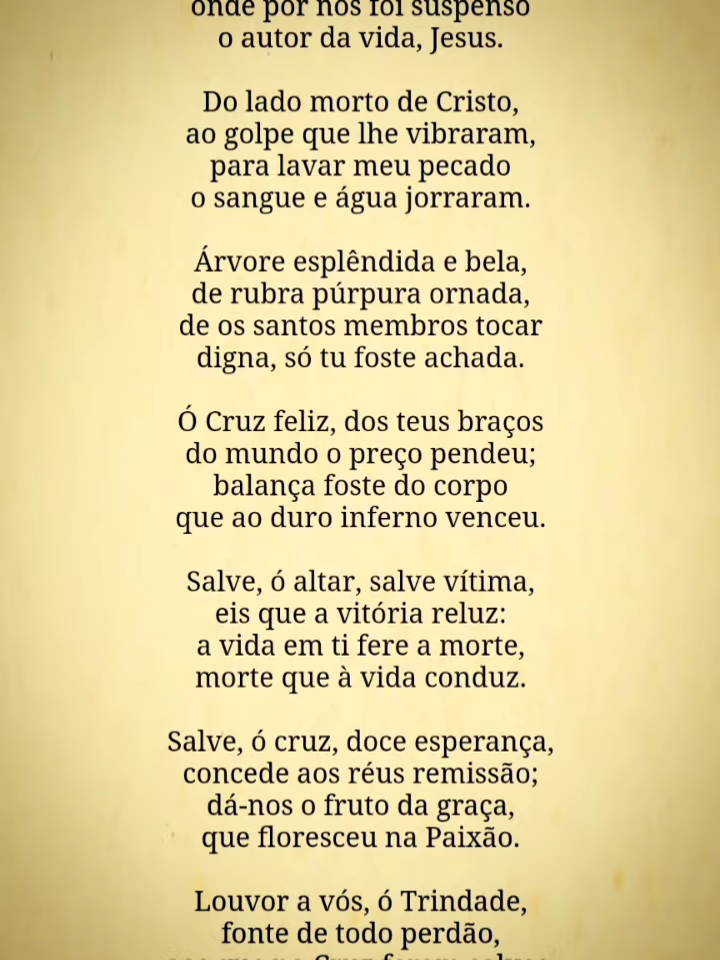 onde por nós foi suspenso
o autor da vida, Jesus.
Do lado morto de Cristo,
ao golpe que lhe vibraram,
para lavar meu pecado
o sangue e água jorraram.
Árvore esplêndida e bela,
de rubra púrpura ornada,
de os santos membros tocar
digna, só tu foste achada.
Ó Cruz feliz, dos teus braços
do mundo o preço pendeu;
balança foste do corpo
que ao duro inferno venceu.
Salve, ó altar, salve vítima,
eis que a vitória reluz:
a vida em ti fere a morte,
morte que à vida conduz.
Salve, ó cruz, doce esperança,
concede aos réus remissão;
dá-nos o fruto da graça,
que floresceu na Paixão.
Louvor a vós, ó Trindade,
fonte de todo perdão,